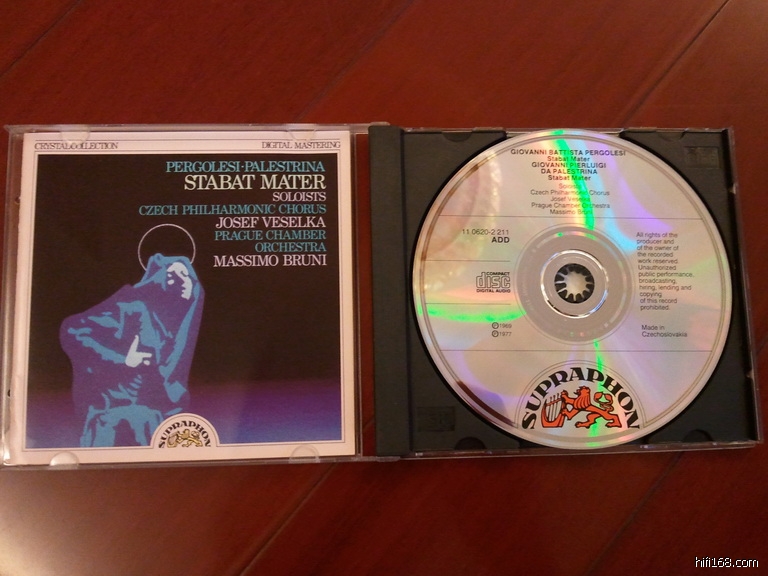 CRYSTAL COLLECTION
DIGITAL MASTERING
PERGOLESI·PALESTRINA
STABAT MATER
SOLOISTS
CZECH PHILHARMONIC CHORUS
JOSEF VESELKA
PRAGUE CHAMBER
ORCHESTRA
MASSIMO BRUNI
SUPRAPHON
GIOVANNI BATTISTA PERGOLESI
Stabat Mater
GIOVANNI PIERLUIGI
DA PALESTRINA
Stabat Mater
Soloists
Czech Philharmonic Chorus
Josef Veselka
Prague Chamber Orchestra
Massimo Bruni
11 0620-2 211
ADD
COMPACT
disc
DIGITAL AUDIO
All rights of the
producer and
of the owner of
the recorded
work reserved.
Unauthorized
public performance,
broadcasting,
hiring, lending and
copying
of this record
prohibited.
Ⓟ1969
Ⓟ1977
Made in
Czechoslovakia
SUPRAPHON
hifi168.com